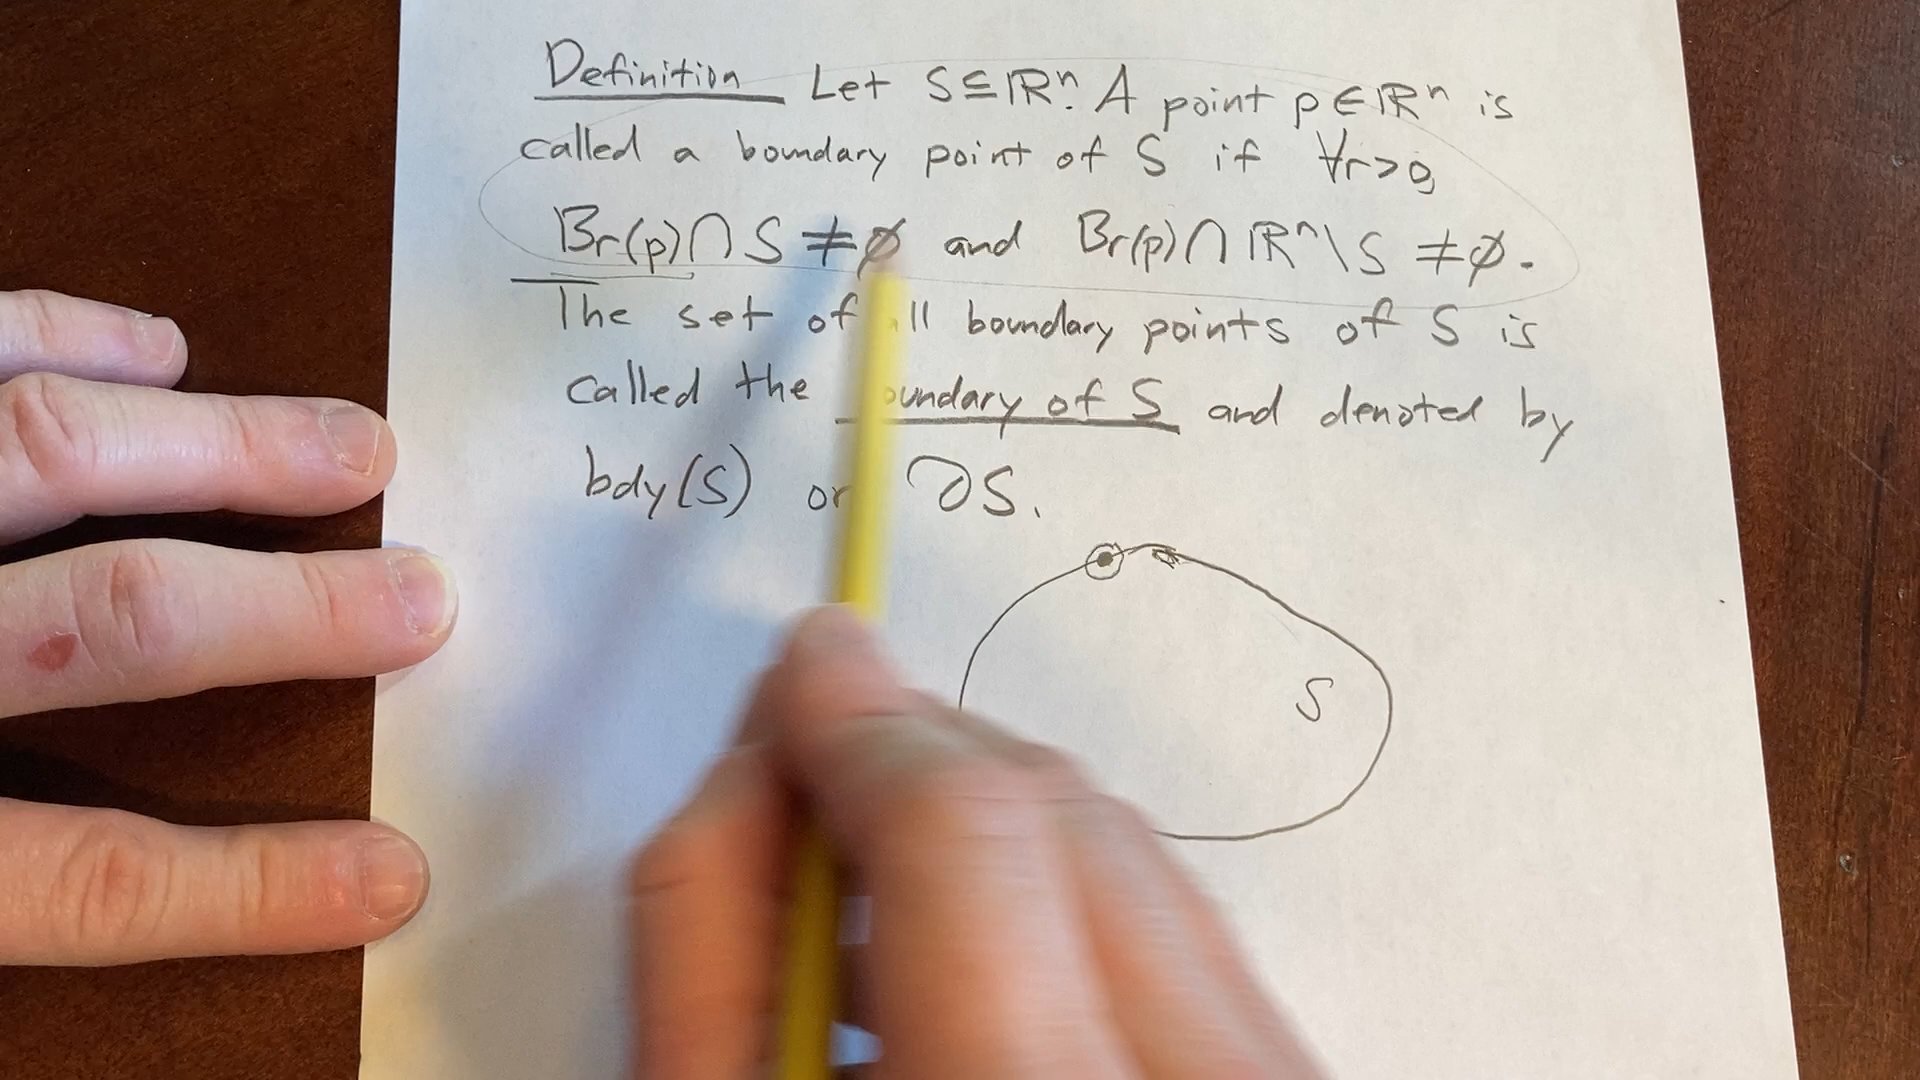 Definition Let S⊆ℝⁿ. A point p∈ℝⁿ is
called a boundary point of S if ∀r>0,
Br(p)∩S ≠∅ and Br(p)∩ℝⁿ\S ≠∅.
The set of all boundary points of S is
called the boundary of S and denoted by
bdy(S) or ∂S.
S